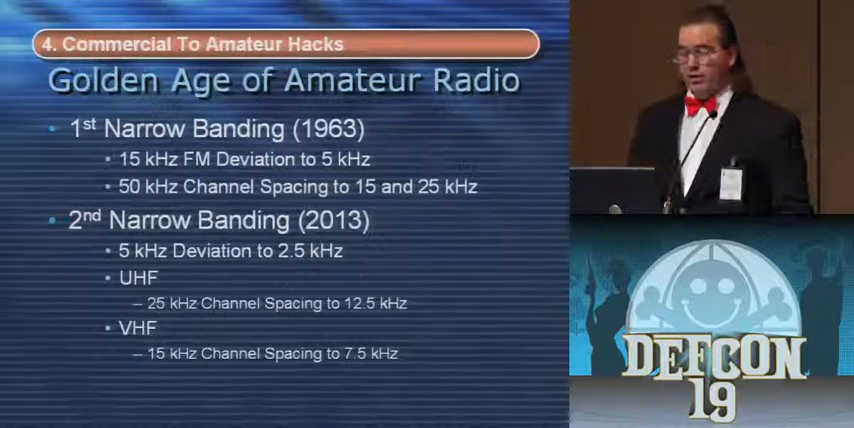 4. Commercial To Amateur Hacks
Golden Age of Amateur Radio
• 1st Narrow Banding (1963)
• 15 kHz FM Deviation to 5 kHz
• 50 kHz Channel Spacing to 15 and 25 kHz
• 2nd Narrow Banding (2013)
• 5 kHz Deviation to 2.5 kHz
• UHF
– 25 kHz Channel Spacing to 12.5 kHz
• VHF
– 15 kHz Channel Spacing to 7.5 kHz
DEFCON
19